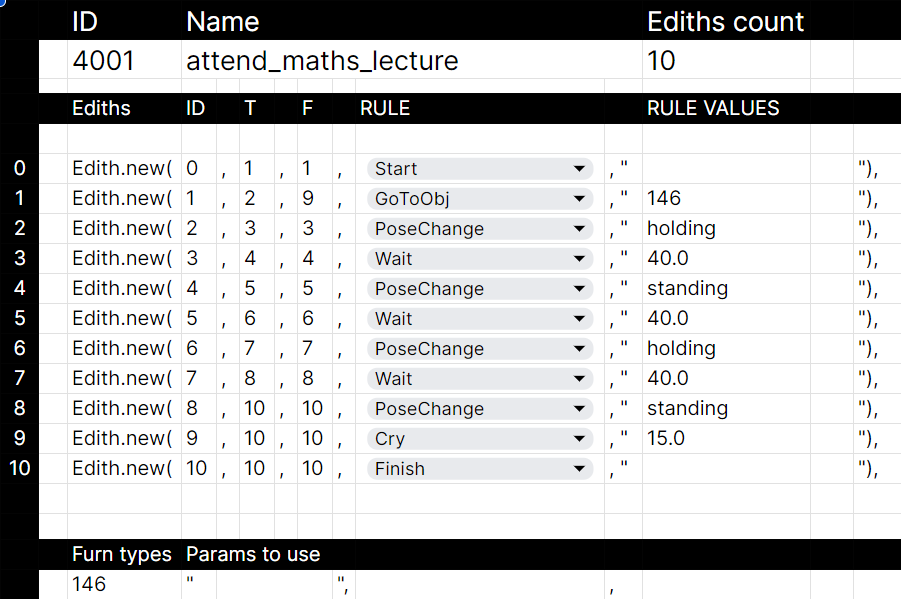 ID Name Ediths count
4001 attend_maths_lecture 10
Ediths ID T F RULE RULE VALUES
0 Edith.new( 0 , 1 , 1 , Start , " "),
1 Edith.new( 1 , 2 , 9 , GoToObj , " 146 "),
2 Edith.new( 2 , 3 , 3 , PoseChange , " holding "),
3 Edith.new( 3 , 4 , 4 , Wait , " 40.0 "),
4 Edith.new( 4 , 5 , 5 , PoseChange , " standing "),
5 Edith.new( 5 , 6 , 6 , Wait , " 40.0 "),
6 Edith.new( 6 , 7 , 7 , PoseChange , " holding "),
7 Edith.new( 7 , 8 , 8 , Wait , " 40.0 "),
8 Edith.new( 8 , 10 , 10 , PoseChange , " standing "),
9 Edith.new( 9 , 10 , 10 , Cry , " 15.0 "),
10 Edith.new( 10 , 10 , 10 , Finish , " "),
Furn types Params to use
146 " ", ,